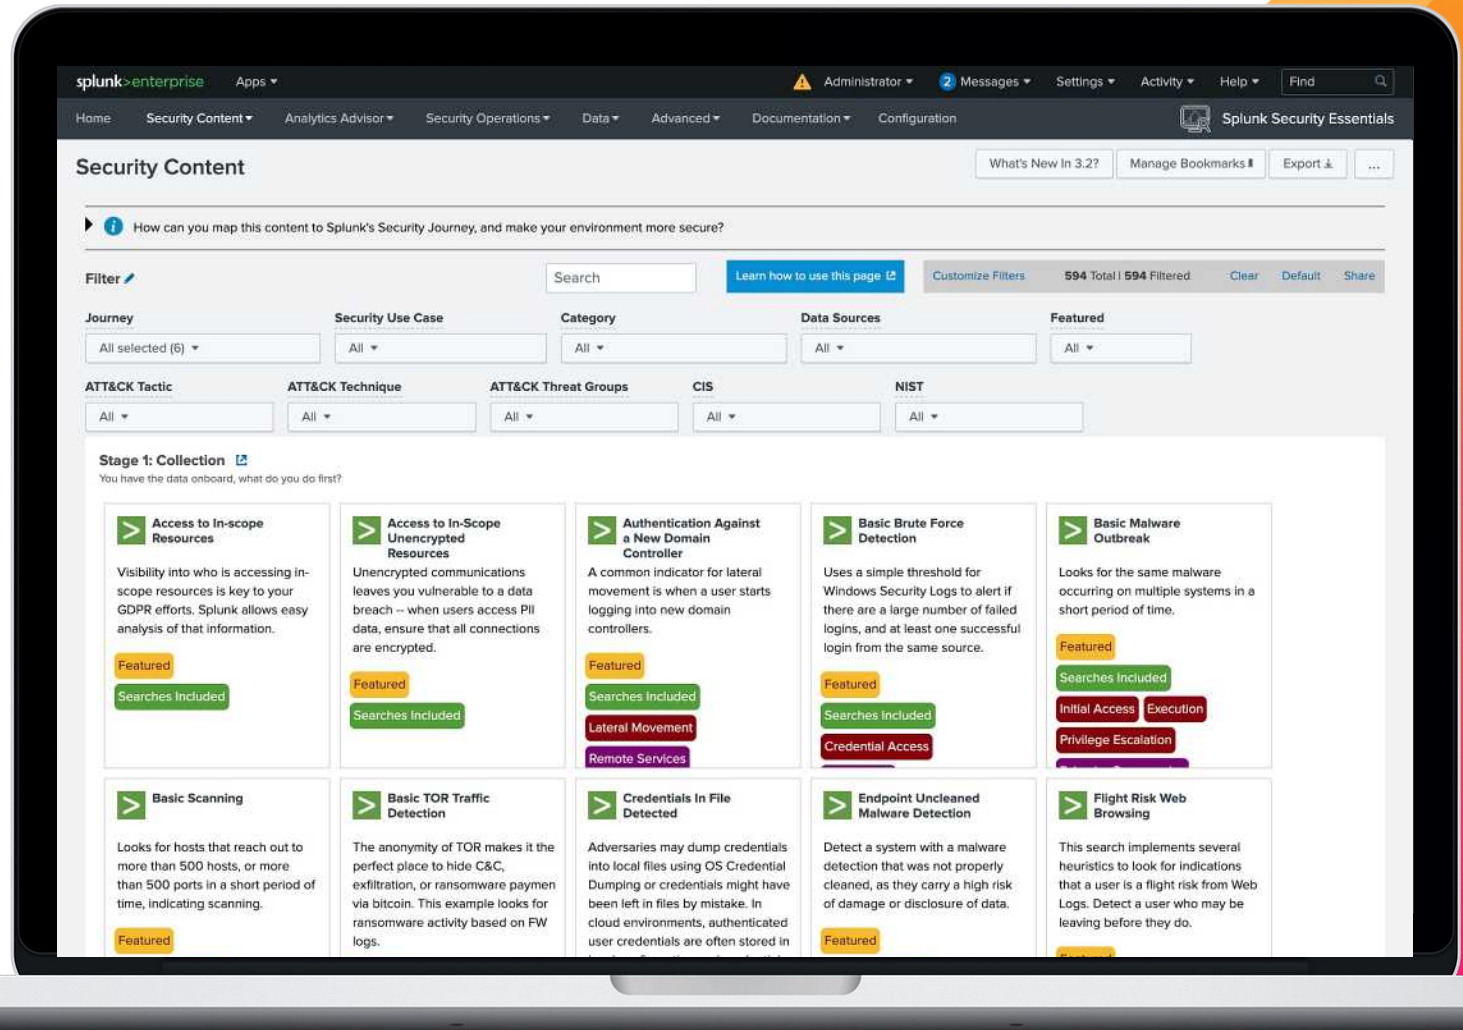 splunk>enterprise Apps Administrator 2 Messages Settings Activity Help Find
Home Security Content Analytics Advisor Security Operations Data Advanced Documentation Configuration Splunk Security Essentials
Security Content What's New In 3.2? Manage Bookmarks Export ...
How can you map this content to Splunk's Security Journey, and make your environment more secure?
Filter Search Learn how to use this page Customize Filters 594 Total | 594 Filtered Clear Default Share
Journey Security Use Case Category Data Sources Featured
All selected (6) All All All All
ATT&CK Tactic ATT&CK Technique ATT&CK Threat Groups CIS NIST
All All All All All
Stage 1: Collection
You have the data onboard, what do you do first?
Access to In-scope
Resources
Visibility into who is accessing in-
scope resources is key to your
GDPR efforts. Splunk allows easy
analysis of that information.
Featured
Searches Included
Access to In-Scope
Unencrypted
Resources
Unencrypted communications
leaves you vulnerable to a data
breach -- when users access PII
data, ensure that all connections
are encrypted.
Featured
Searches Included
Authentication Against
a New Domain
Controller
A common indicator for lateral
movement is when a user starts
logging into new domain
controllers.
Featured
Searches Included
Lateral Movement
Remote Services
Basic Brute Force
Detection
Uses a simple threshold for
Windows Security Logs to alert if
there are a large number of failed
logins, and at least one successful
login from the same source.
Featured
Searches Included
Credential Access
Basic Malware
Outbreak
Looks for the same malware
occurring on multiple systems in a
short period of time.
Featured
Searches Included
Initial Access Execution
Privilege Escalation
Basic Scanning
Looks for hosts that reach out to
more than 500 hosts, or more
than 500 ports in a short period of
time, indicating scanning.
Featured
Basic TOR Traffic
Detection
The anonymity of TOR makes it the
perfect place to hide C&C,
exfiltration, or ransomware paymen
via bitcoin. This example looks for
ransomware activity based on FW
logs.
Credentials In File
Detected
Adversaries may dump credentials
into local files using OS Credential
Dumping or credentials might have
been left in files by mistake. In
cloud environments, authenticated
user credentials are often stored in
Endpoint Uncleaned
Malware Detection
Detect a system with a malware
detection that was not properly
cleaned, as they carry a high risk
of damage or disclosure of data.
Featured
Flight Risk Web
Browsing
This search implements several
heuristics to look for indications
that a user is a flight risk from Web
Logs. Detect a user who may be
leaving before they do.
Featured